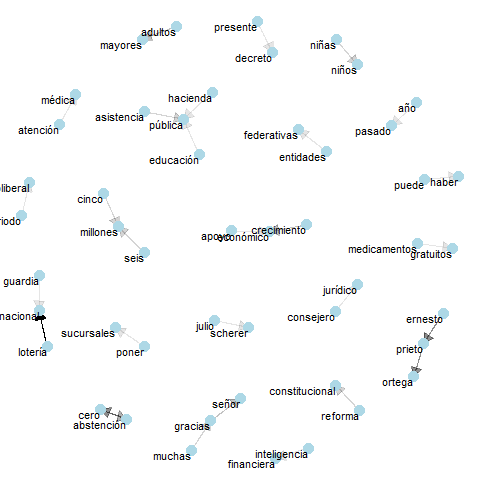 adultos
mayores
presente
decreto
niñas
niños
médica
atención
hacienda
asistencia
pública
educación
año
pasado
federativas
entidades
puede
haber
oliberal
riodo
cinco
millones
seis
apoyo
económico
crecimiento
medicamentos
gratuitos
guardia
nacional
lotería
jurídico
consejero
sucursales
poner
julio
scherer
ernesto
prieto
ortega
cero
abstención
señor
gracias
muchas
constitucional
reforma
inteligencia
financiera